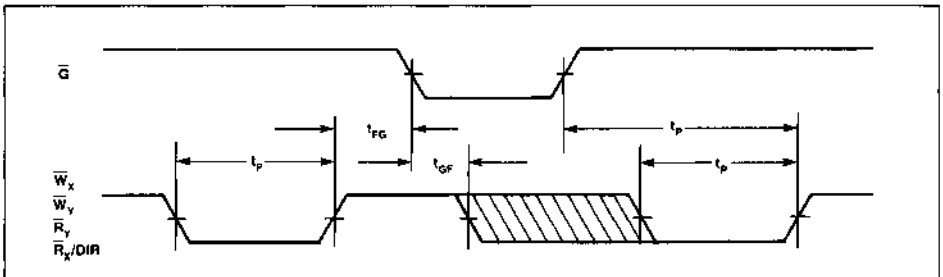 G̅
t_FG
t_P
t_P
t_GF
t_P
W̅_X
W̅_Y
R̅_Y
R̅_X/DIR